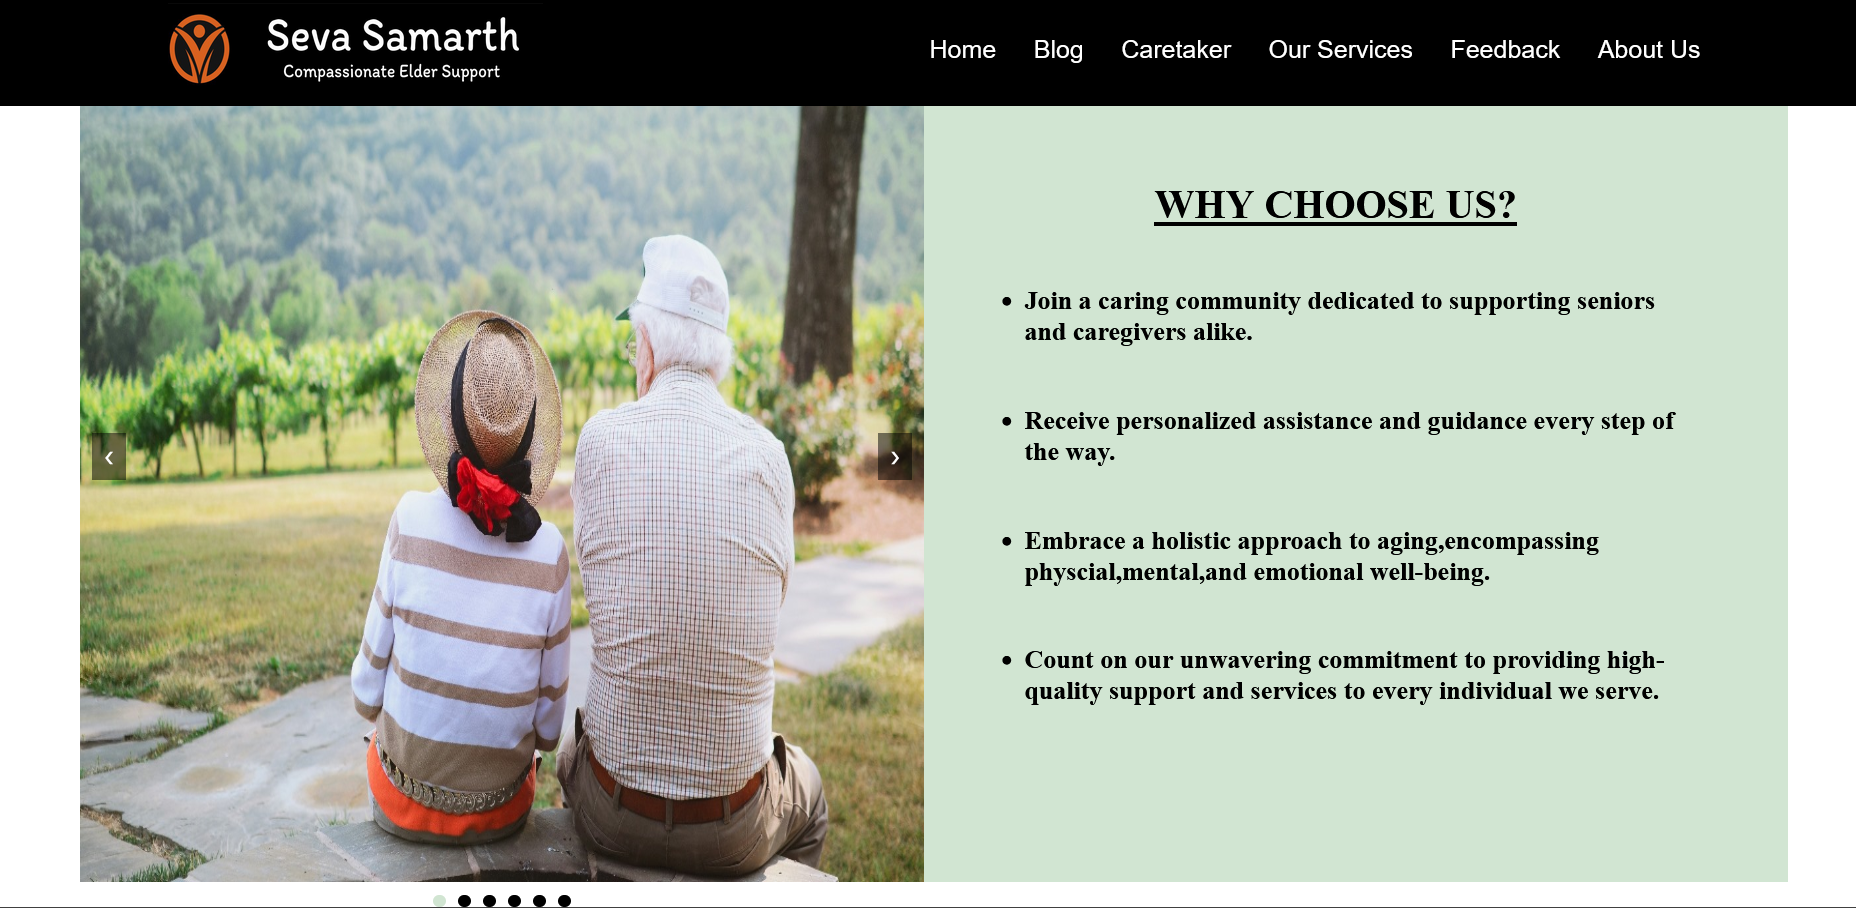 Seva Samarth
Compassionate Elder Support
Home Blog Caretaker Our Services Feedback About Us
WHY CHOOSE US?
• Join a caring community dedicated to supporting seniors
and caregivers alike.
• Receive personalized assistance and guidance every step of
the way.
• Embrace a holistic approach to aging,encompassing
physcial,mental,and emotional well-being.
• Count on our unwavering commitment to providing high-
quality support and services to every individual we serve.